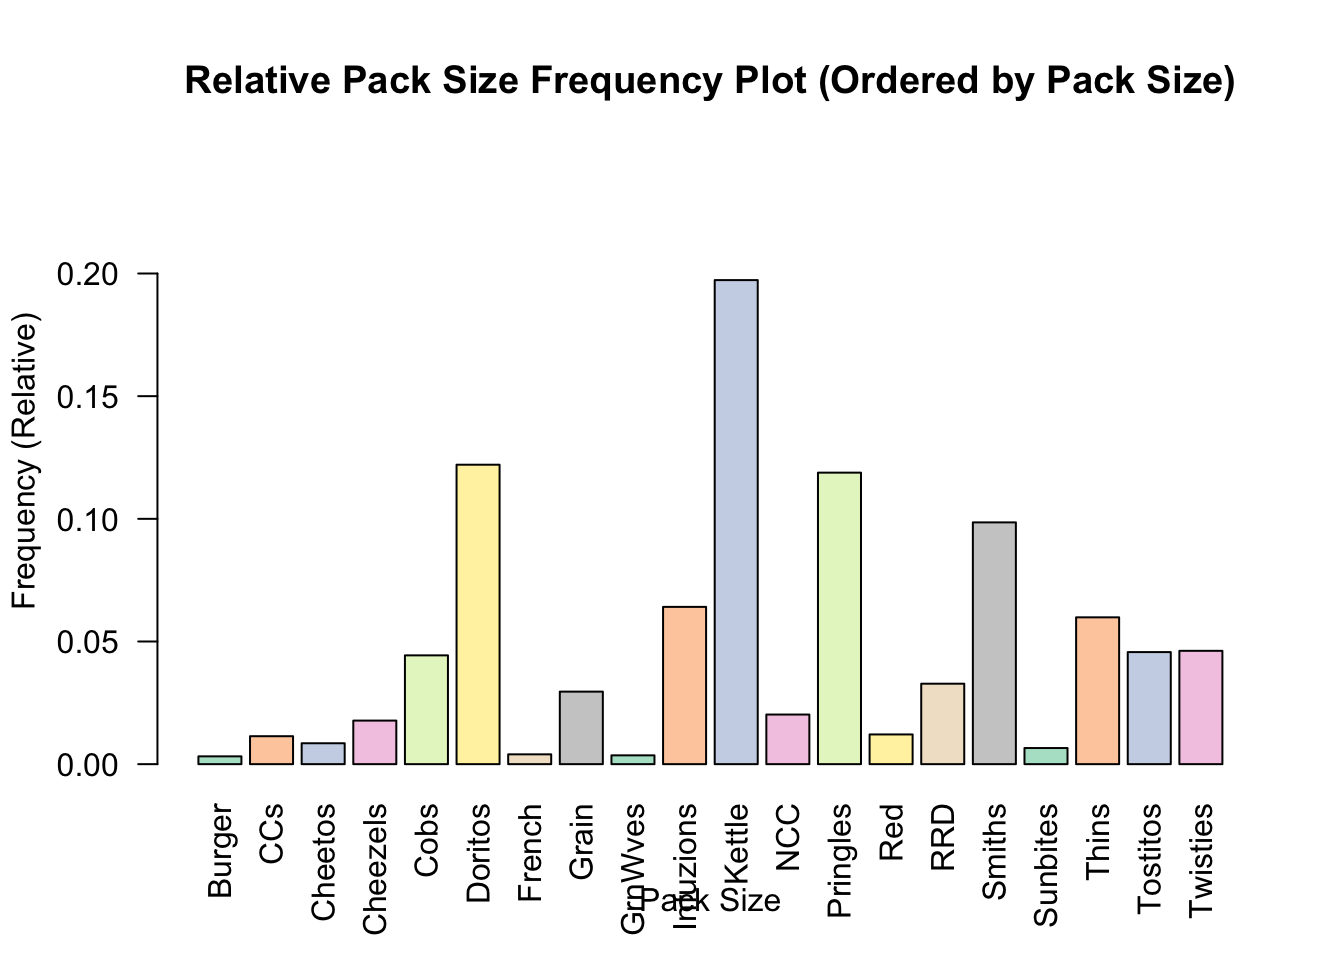 Relative Pack Size Frequency Plot (Ordered by Pack Size)
Frequency (Relative)
0.20
0.15
0.10
0.05
0.00
Burger
CCs
Cheetos
Cheezels
Cobs
Doritos
French
Grain
GrnWves
Infuzions
Kettle
NCC
Pringles
Red
RRD
Smiths
Sunbites
Thins
Tostitos
Twisties
Pack Size